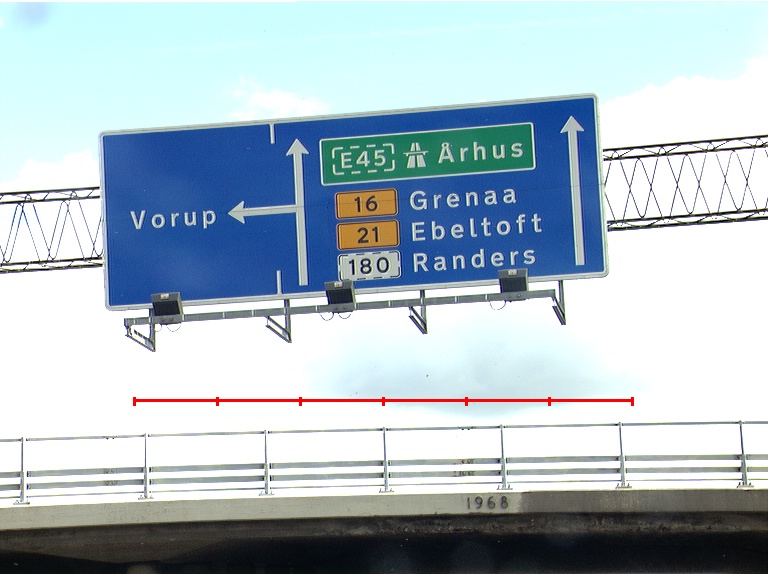 Vorup
E45 Århus
16 Grenaa
21 Ebeltoft
180 Randers
1968